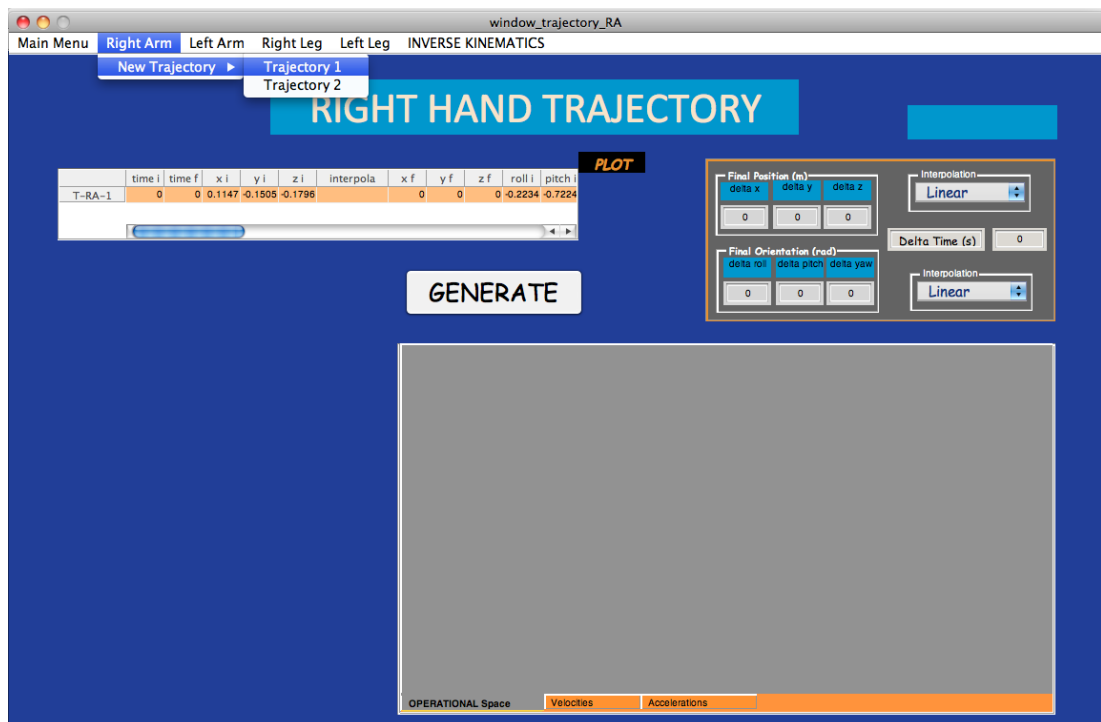 window_trajectory_RA
Main Menu Right Arm Left Arm Right Leg Left Leg INVERSE KINEMATICS
New Trajectory Trajectory 1
Trajectory 2
RIGHT HAND TRAJECTORY
PLOT
time i time f x i y i z i interpola x f y f z f roll i pitch i
T-RA-1 0 0 0.1147 -0.1505 -0.1796 0 0 0 -0.2234 -0.7224
GENERATE
Final Position (m)
delta x delta y delta z
0 0 0
Interpolation
Linear
Delta Time (s) 0
Final Orientation (rad)
delta roll delta pitch delta yaw
0 0 0
Interpolation
Linear
OPERATIONAL Space Velocities Accelerations